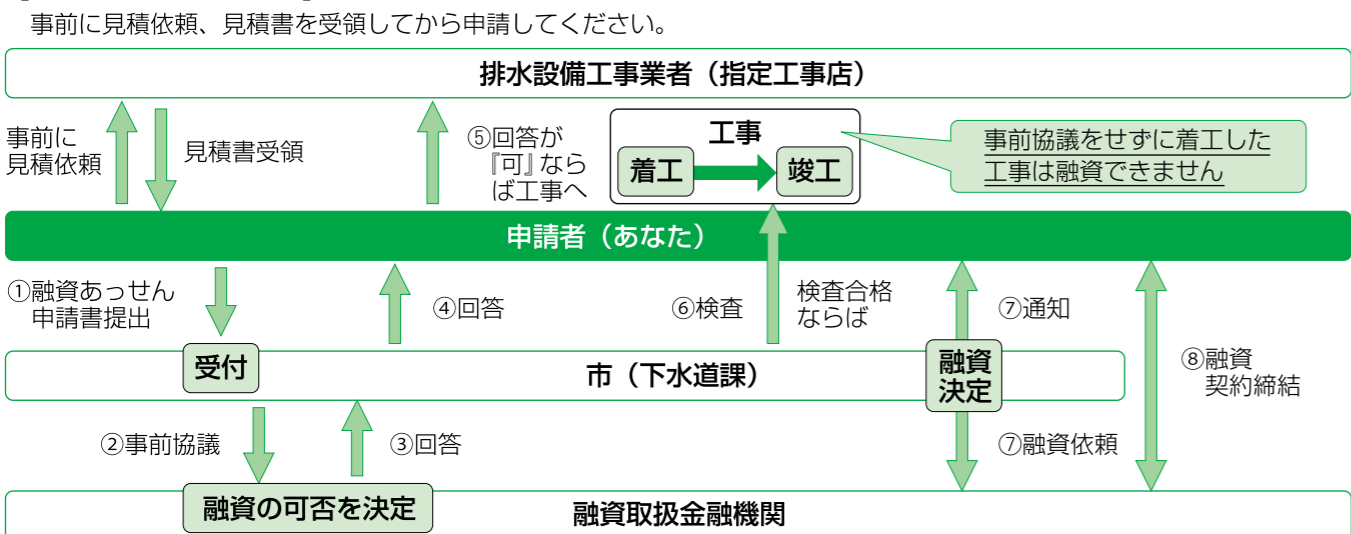 事前に見積依頼、見積書を受領してから申請してください。
排水設備工事業者（指定工事店）
事前に
見積依頼
見積書受領
⑤回答が
『可』なら
ば工事へ
工事
着工
竣工
事前協議をせずに着工した
工事は融資できません
申請者（あなた）
①融資あっせん
申請書提出
④回答
⑥検査
検査合格
ならば
⑦通知
⑧融資
契約締結
受付
市（下水道課）
融資
決定
②事前協議
③回答
⑦融資依頼
融資の可否を決定
融資取扱金融機関